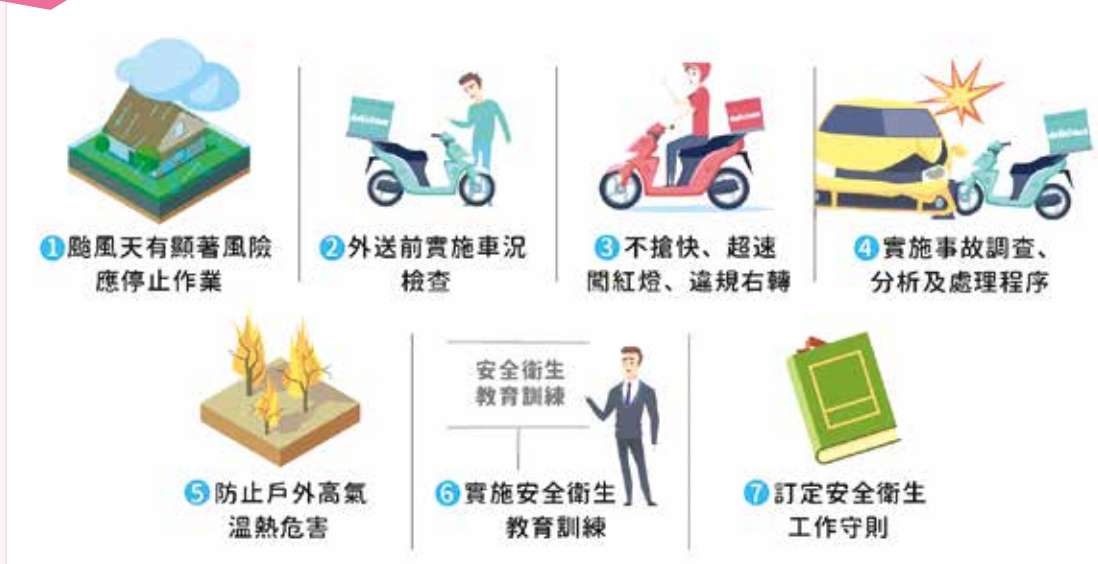 1 颱風天有顯著風險
應停止作業
2 外送前實施車況
檢查
3 不搶快、超速
闖紅燈、違規右轉
4 實施事故調查、
分析及處理程序
5 防止戶外高氣
溫熱危害
安全衛生
教育訓練
6 實施安全衛生
教育訓練
7 訂定安全衛生
工作守則